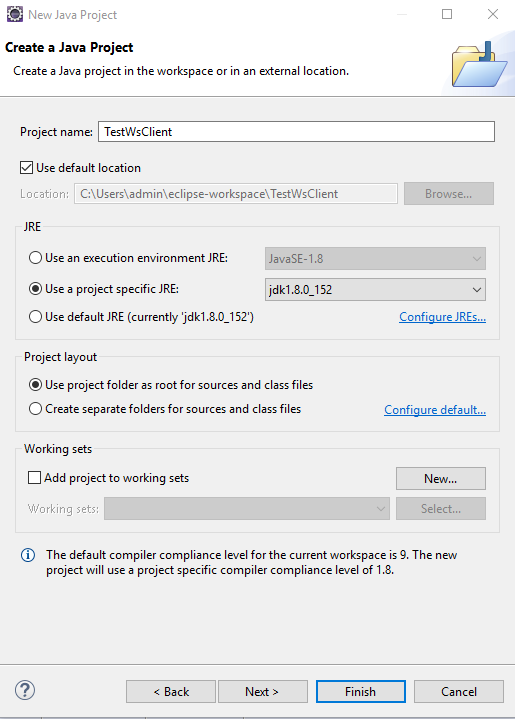 New Java Project
Create a Java Project
Create a Java project in the workspace or in an external location.
Project name: TestWsClient
Use default location
Location: C:\Users\admin\eclipse-workspace\TestWsClient Browse...
JRE
Use an execution environment JRE: JavaSE-1.8
Use a project specific JRE: jdk1.8.0_152
Use default JRE (currently 'jdk1.8.0_152') Configure JREs...
Project layout
Use project folder as root for sources and class files
Create separate folders for sources and class files Configure default...
Working sets
Add project to working sets New...
Working sets: Select...
The default compiler compliance level for the current workspace is 9. The new
project will use a project specific compiler compliance level of 1.8.
? < Back Next > Finish Cancel